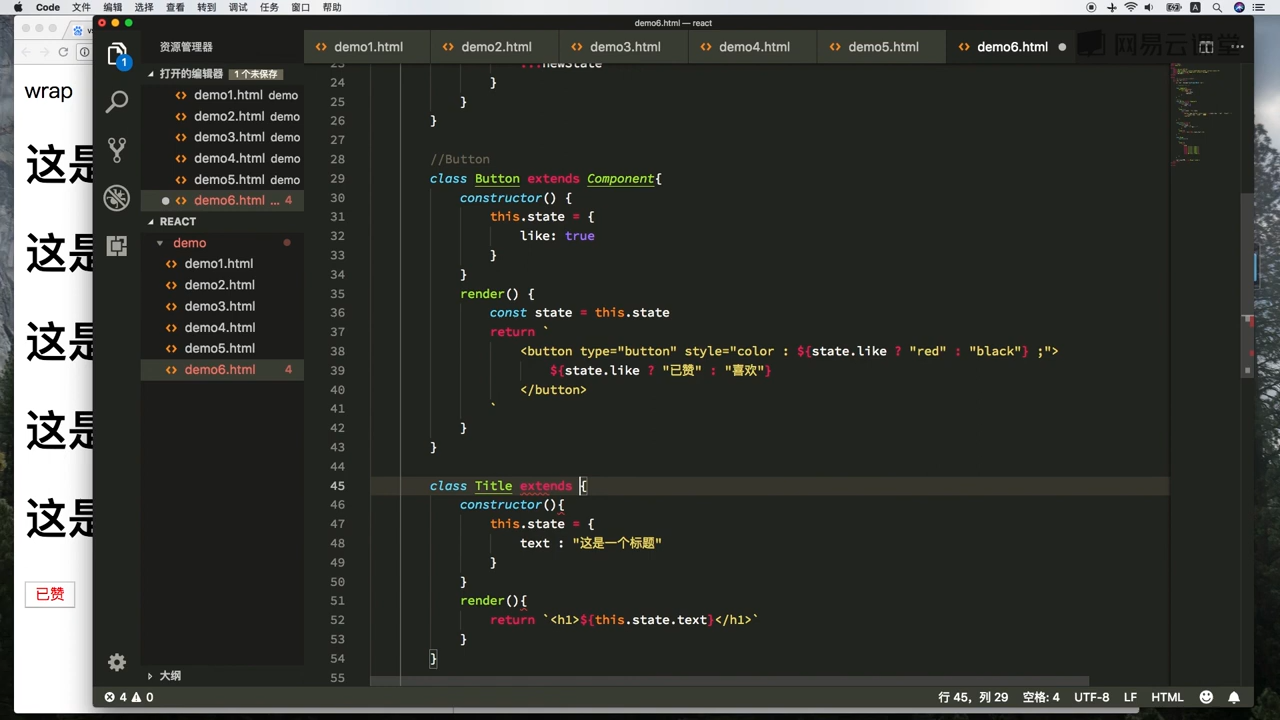 Code 文件 编辑 选择 查看 转到 调试 任务 窗口 帮助
demo6.html — react
资源管理器
demo1.html demo2.html demo3.html demo4.html demo5.html demo6.html
网易云课堂
打开的编辑器 1 个未保存
demo1.html demo
demo2.html demo
demo3.html demo
demo4.html demo
demo5.html demo
demo6.html ... 4
REACT
demo
demo1.html
demo2.html
demo3.html
demo4.html
demo5.html
demo6.html 4
大纲
1
wrap
这是
这是
这是
这是
这是
已赞
23 ...newState
24 }
25 }
26 }
27
28 //Button
29 class Button extends Component{
30 constructor() {
31 this.state = {
32 like: true
33 }
34 }
35 render() {
36 const state = this.state
37 return `
38 <button type="button" style="color : ${state.like ? "red" : "black"} ;">
39 ${state.like ? "已赞" : "喜欢"}
40 </button>
41 `
42 }
43 }
44
45 class Title extends {
46 constructor(){
47 this.state = {
48 text : "这是一个标题"
49 }
50 }
51 render(){
52 return `<h1>${this.state.text}</h1>`
53 }
54 }
55
4 0 行 45，列 29 空格: 4 UTF-8 LF HTML